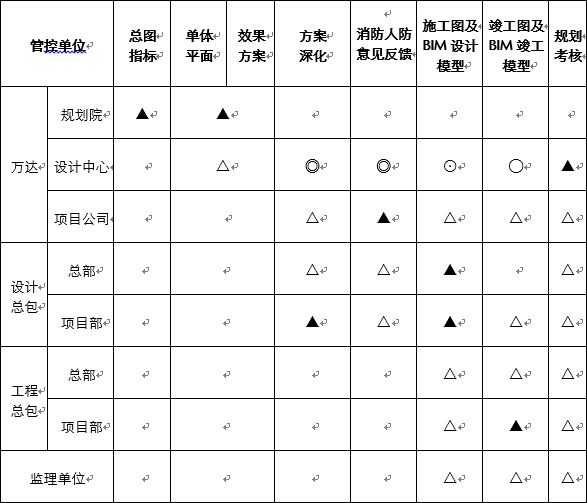 管控单位 总图指标 单体平面 效果方案 方案深化 消防人防意见反馈 施工图及BIM设计模型 竣工图及BIM竣工模型 规划考核
万达 规划院 ▲ ▲
设计中心 △ ◎ ◎ ⊙ ○ ▲
项目公司 △ ▲ △ △ △
设计总包 总部 △ △ ▲ △
项目部 ▲ △ ▲ △ △
工程总包 总部 △ △ △
项目部 △ ▲ △
监理单位 △ △ △